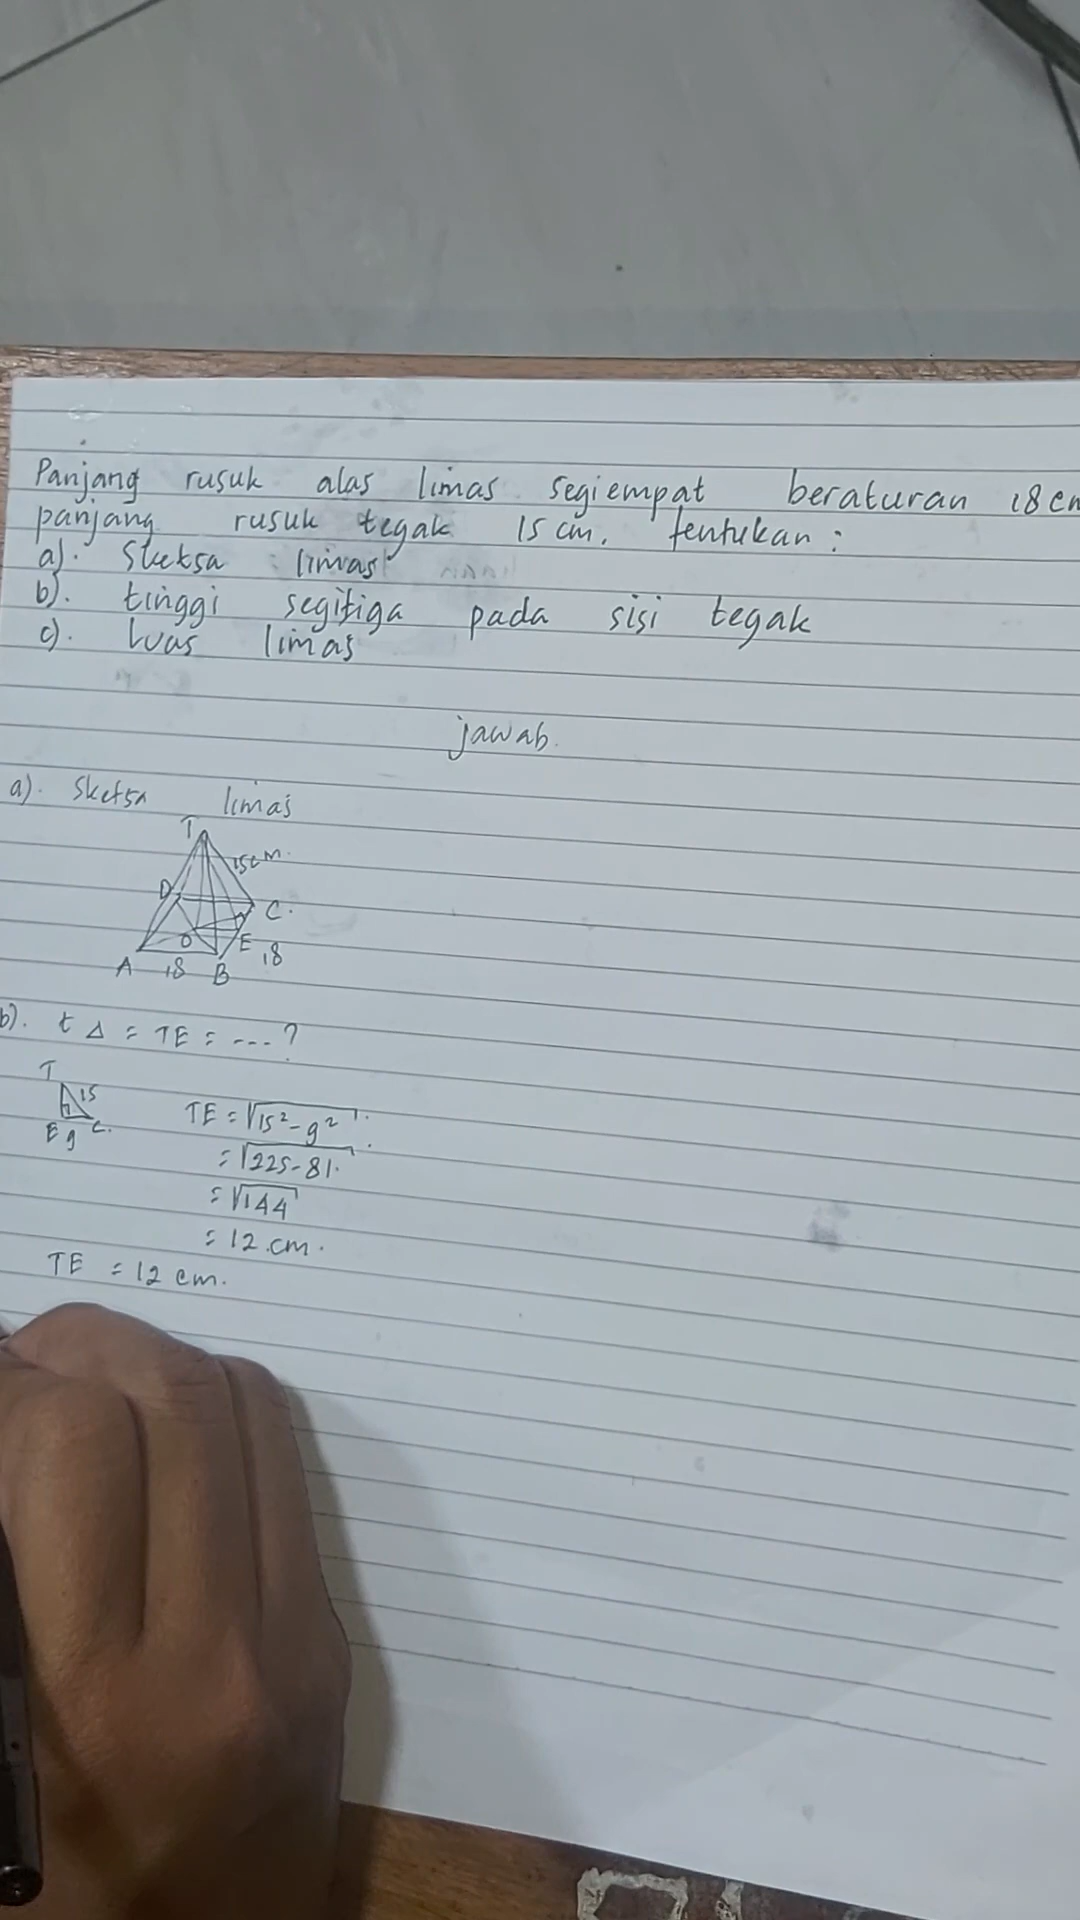 Panjang rusuk alas limas segiempat beraturan 18 cm
panjang rusuk tegak 15 cm. tentukan :
a). Sketsa limas
b). tinggi segitiga pada sisi tegak
c). Luas limas
jawab.
a). Sketsa limas
T
15cm.
D
C.
O
E
18
A
18
B
b). t Δ = TE = ---- ?
T
15
E 9 C.
TE = √15² - 9²
= √225 - 81.
= √144
= 12 cm.
TE = 12 cm.